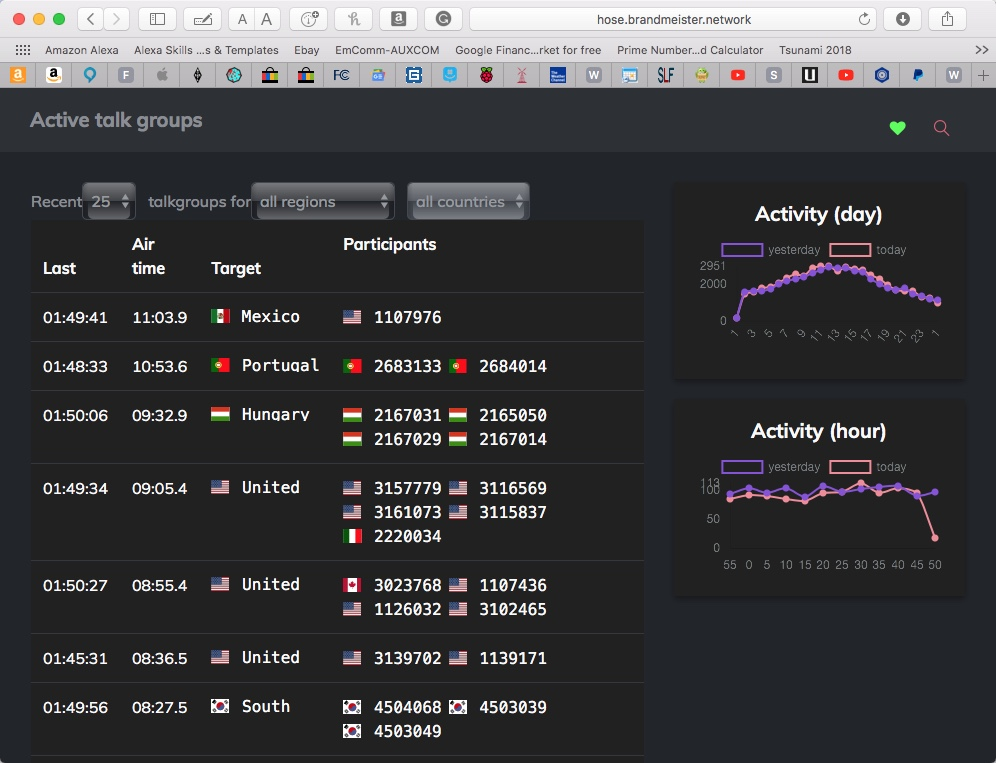 A A
hose.brandmeister.network
Amazon Alexa Alexa Skills ...s & Templates Ebay EmComm-AUXCOM Google Financ...rket for free Prime Number...d Calculator Tsunami 2018 >>
a a F FC G W SLF S U W +
Active talk groups
Recent 25 talkgroups for all regions all countries
Last Air time Target Participants
01:49:41 11:03.9 Mexico 1107976
01:48:33 10:53.6 Portugal 2683133 2684014
01:50:06 09:32.9 Hungary 2167031 2165050
2167029 2167014
01:49:34 09:05.4 United 3157779 3116569
3161073 3115837
2220034
01:50:27 08:55.4 United 3023768 1107436
1126032 3102465
01:45:31 08:36.5 United 3139702 1139171
01:49:56 08:27.5 South 4504068 4503039
4503049
Activity (day)
yesterday today
2951
2000
0
1 3 5 7 9 11 13 15 17 19 21 23 1
Activity (hour)
yesterday today
113
100
50
0
55 0 5 10 15 20 25 30 35 40 45 50